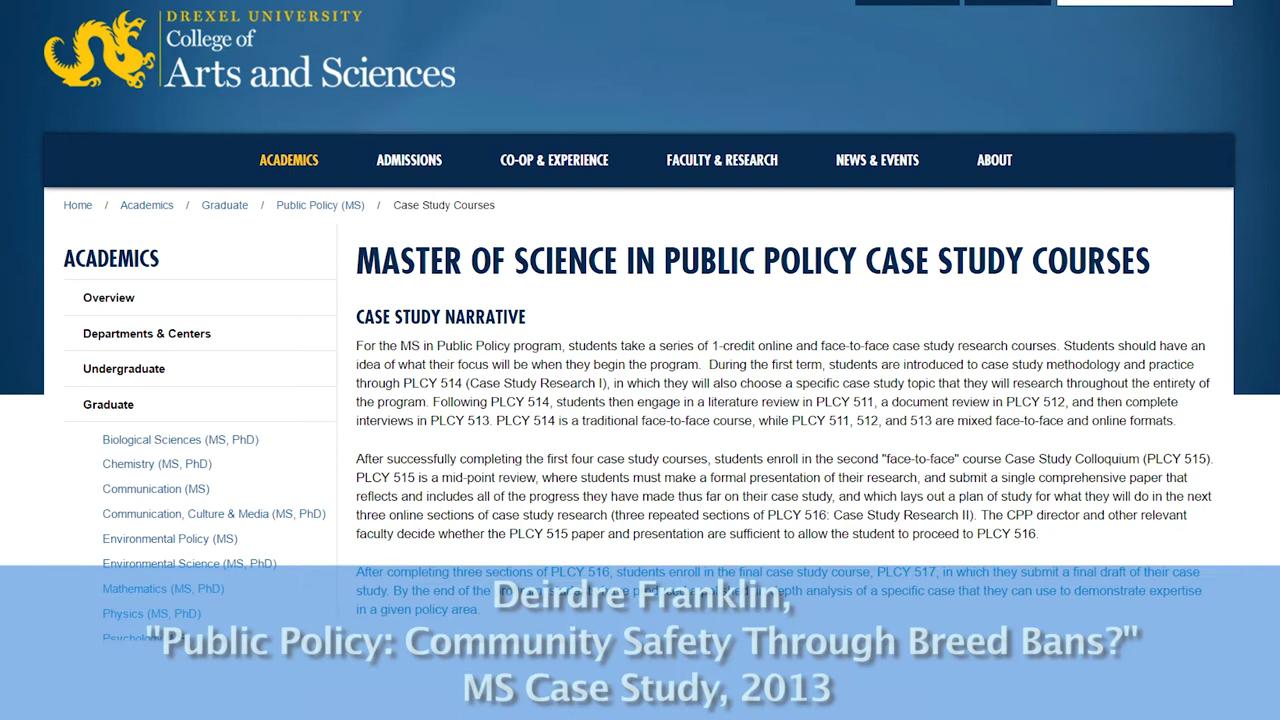 DREXEL UNIVERSITY
College of
Arts and Sciences
ACADEMICS
ADMISSIONS
CO-OP & EXPERIENCE
FACULTY & RESEARCH
NEWS & EVENTS
ABOUT
Home / Academics / Graduate / Public Policy (MS) / Case Study Courses
ACADEMICS
Overview
Departments & Centers
Undergraduate
Graduate
Biological Sciences (MS, PhD)
Chemistry (MS, PhD)
Communication (MS)
Communication, Culture & Media (MS, PhD)
Environmental Policy (MS)
Environmental Science (MS, PhD)
Mathematics (MS, PhD)
Physics (MS, PhD)
MASTER OF SCIENCE IN PUBLIC POLICY CASE STUDY COURSES
CASE STUDY NARRATIVE
For the MS in Public Policy program, students take a series of 1-credit online and face-to-face case study research courses. Students should have an
idea of what their focus will be when they begin the program. During the first term, students are introduced to case study methodology and practice
through PLCY 514 (Case Study Research I), in which they will also choose a specific case study topic that they will research throughout the entirety of
the program. Following PLCY 514, students then engage in a literature review in PLCY 511, a document review in PLCY 512, and then complete
interviews in PLCY 513. PLCY 514 is a traditional face-to-face course, while PLCY 511, 512, and 513 are mixed face-to-face and online formats.
After successfully completing the first four case study courses, students enroll in the second "face-to-face" course Case Study Colloquium (PLCY 515).
PLCY 515 is a mid-point review, where students must make a formal presentation of their research, and submit a single comprehensive paper that
reflects and includes all of the progress they have made thus far on their case study, and which lays out a plan of study for what they will do in the next
three online sections of case study research (three repeated sections of PLCY 516: Case Study Research II). The CPP director and other relevant
faculty decide whether the PLCY 515 paper and presentation are sufficient to allow the student to proceed to PLCY 516.
After completing three sections of PLCY 516, students enroll in the final case study course, PLCY 517, in which they submit a final draft of their case
study. By the end of the analysis of a specific case that they can use to demonstrate expertise
in a given policy area.
Deirdre Franklin,
"Public Policy: Community Safety Through Breed Bans?"
MS Case Study, 2013